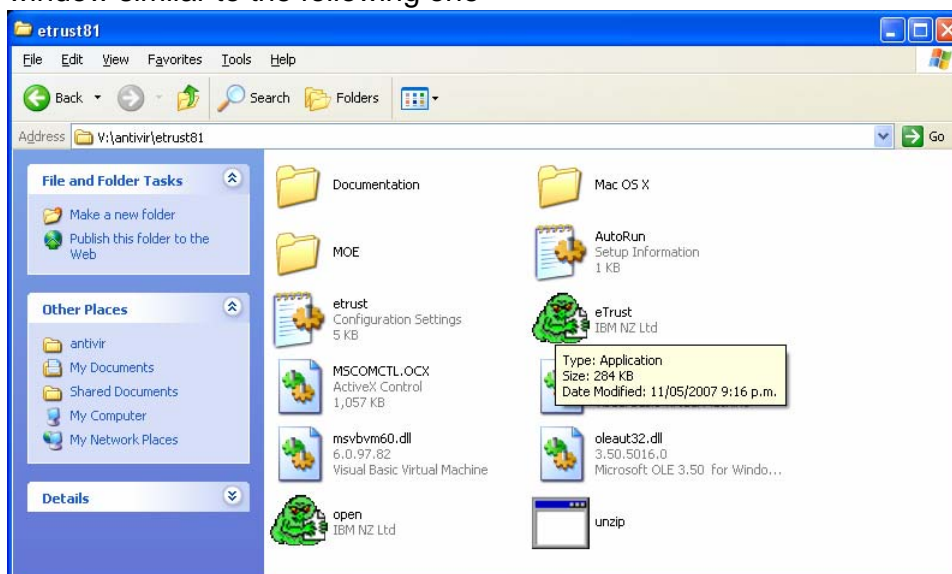 window similar to the following one
etrust81
File Edit View Favorites Tools Help
Back Search Folders
Address V:\antivir\etrust81 Go
File and Folder Tasks
Make a new folder
Publish this folder to the
Web
Other Places
antivir
My Documents
Shared Documents
My Computer
My Network Places
Details
Documentation
Mac OS X
MOE
AutoRun
Setup Information
1 KB
etrust
Configuration Settings
5 KB
eTrust
IBM NZ Ltd
Type: Application
Size: 284 KB
Date Modified: 11/05/2007 9:16 p.m.
MSCOMCTL.OCX
ActiveX Control
1,057 KB
msvbvm60.dll
6.0.97.82
Visual Basic Virtual Machine
oleaut32.dll
3.50.5016.0
Microsoft OLE 3.50 for Windo...
open
IBM NZ Ltd
unzip